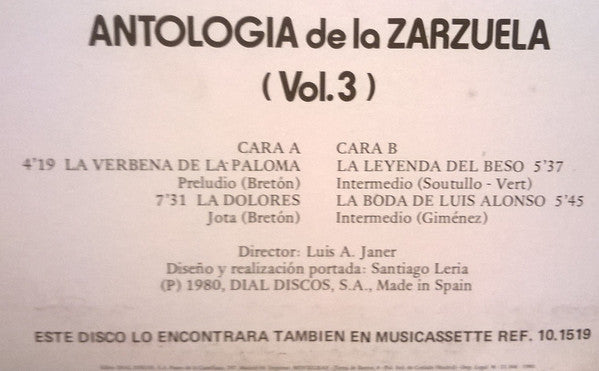 ANTOLOGIA de la ZARZUELA
(Vol.3)
CARA A
4'19 LA VERBENA DE LA PALOMA
Preludio (Bretón)
7'31 LA DOLORES
Jota (Bretón)
CARA B
LA LEYENDA DEL BESO 5'37
Intermedio (Soutullo - Vert)
LA BODA DE LUIS ALONSO 5'45
Intermedio (Giménez)
Director: Luis A. Janer
Diseño y realización portada: Santiago Leria
(P) 1980, DIAL DISCOS, S.A., Made in Spain
ESTE DISCO LO ENCONTRARA TAMBIEN EN MUSICASSETTE REF. 10.1519